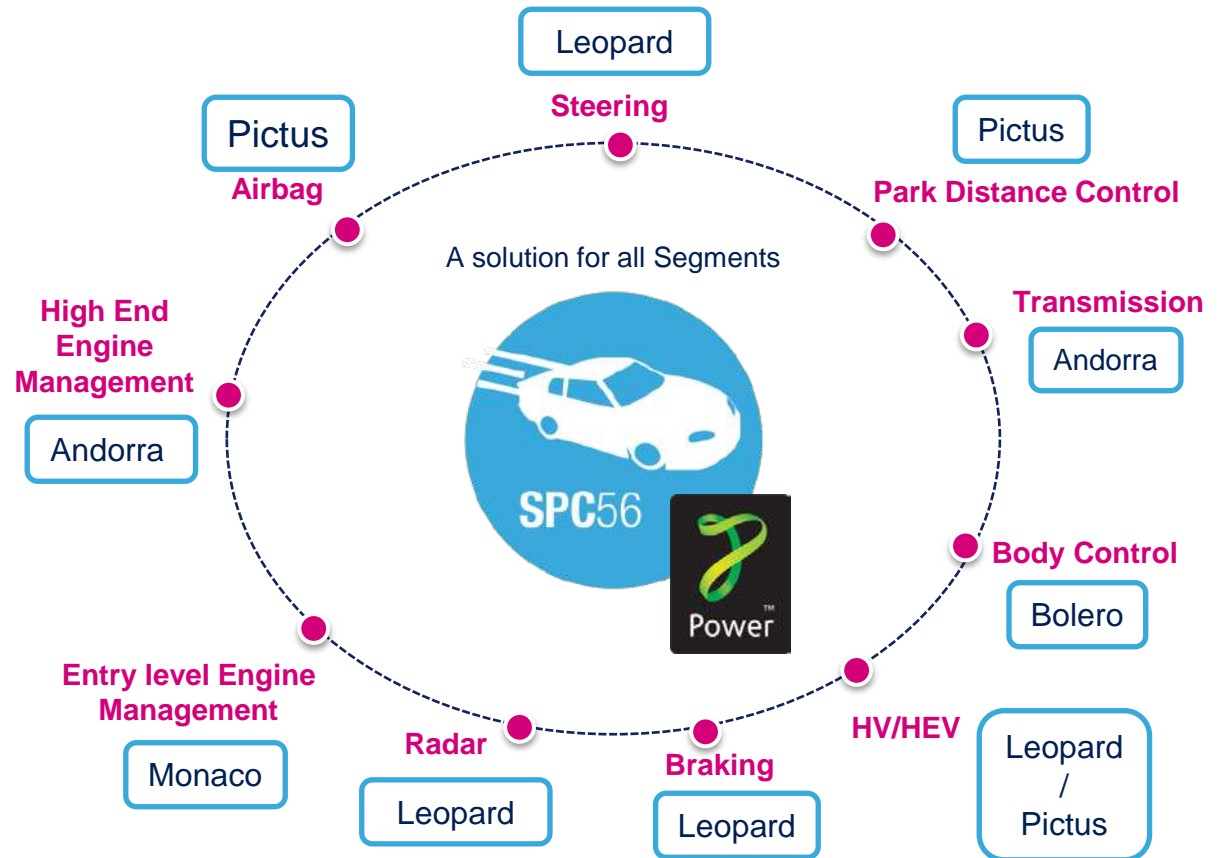 Leopard
Steering
Pictus
Airbag
Pictus
Park Distance Control
A solution for all Segments
High End
Engine
Management
Andorra
Transmission
Andorra
SPC56
Power™
Body Control
Bolero
Entry level Engine
Management
Monaco
Radar
Leopard
Braking
Leopard
HV/HEV
Leopard
/
Pictus